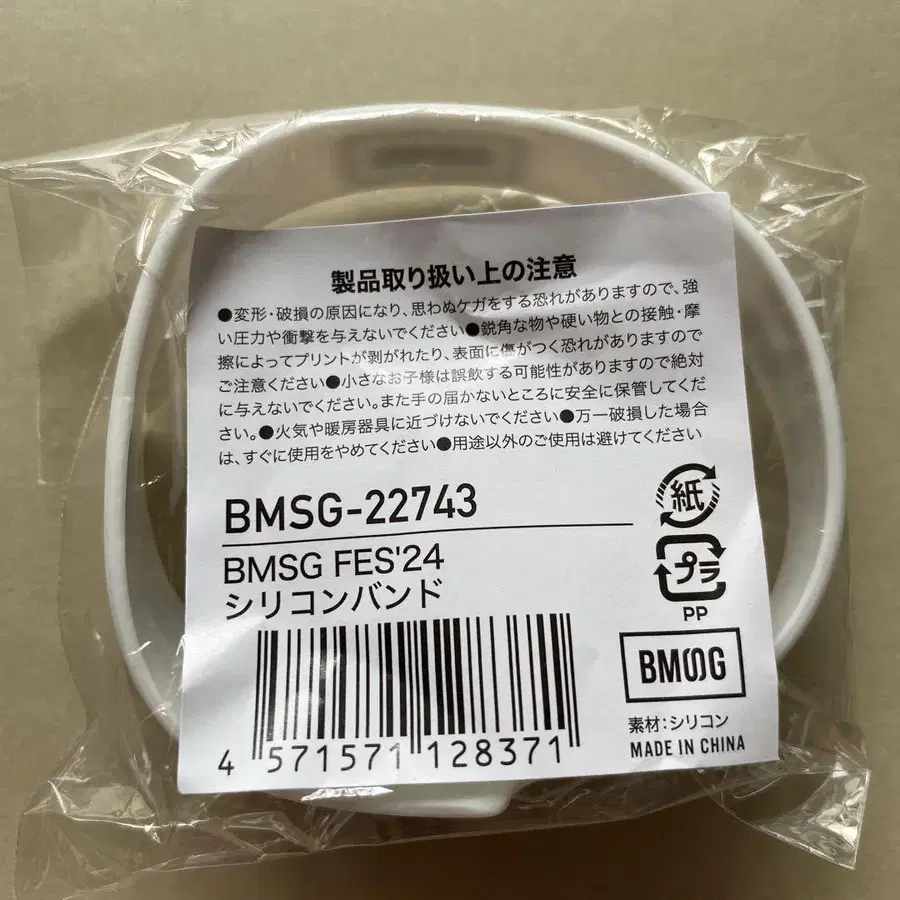 製品取り扱い上の注意
●変形・破損の原因になり、思わぬケガをする恐れがありますので、強
い圧力や衝撃を与えないでください●鋭角な物や硬い物との接触・摩
擦によってプリントが剥がれたり、表面に傷がつく恐れがありますので
ご注意ください●小さなお子様は誤飲する可能性がありますので絶対
に与えないでください。また手の届かないところに安全に保管してくだ
さい。●火気や暖房器具に近づけないでください●万一破損した場合
は、すぐに使用をやめてください●用途以外のご使用は避けてください
BMSG-22743
BMSG FES'24
シリコンバンド
4 571571 128371
紙
プラ
PP
BMSG
素材：シリコン
MADE IN CHINA